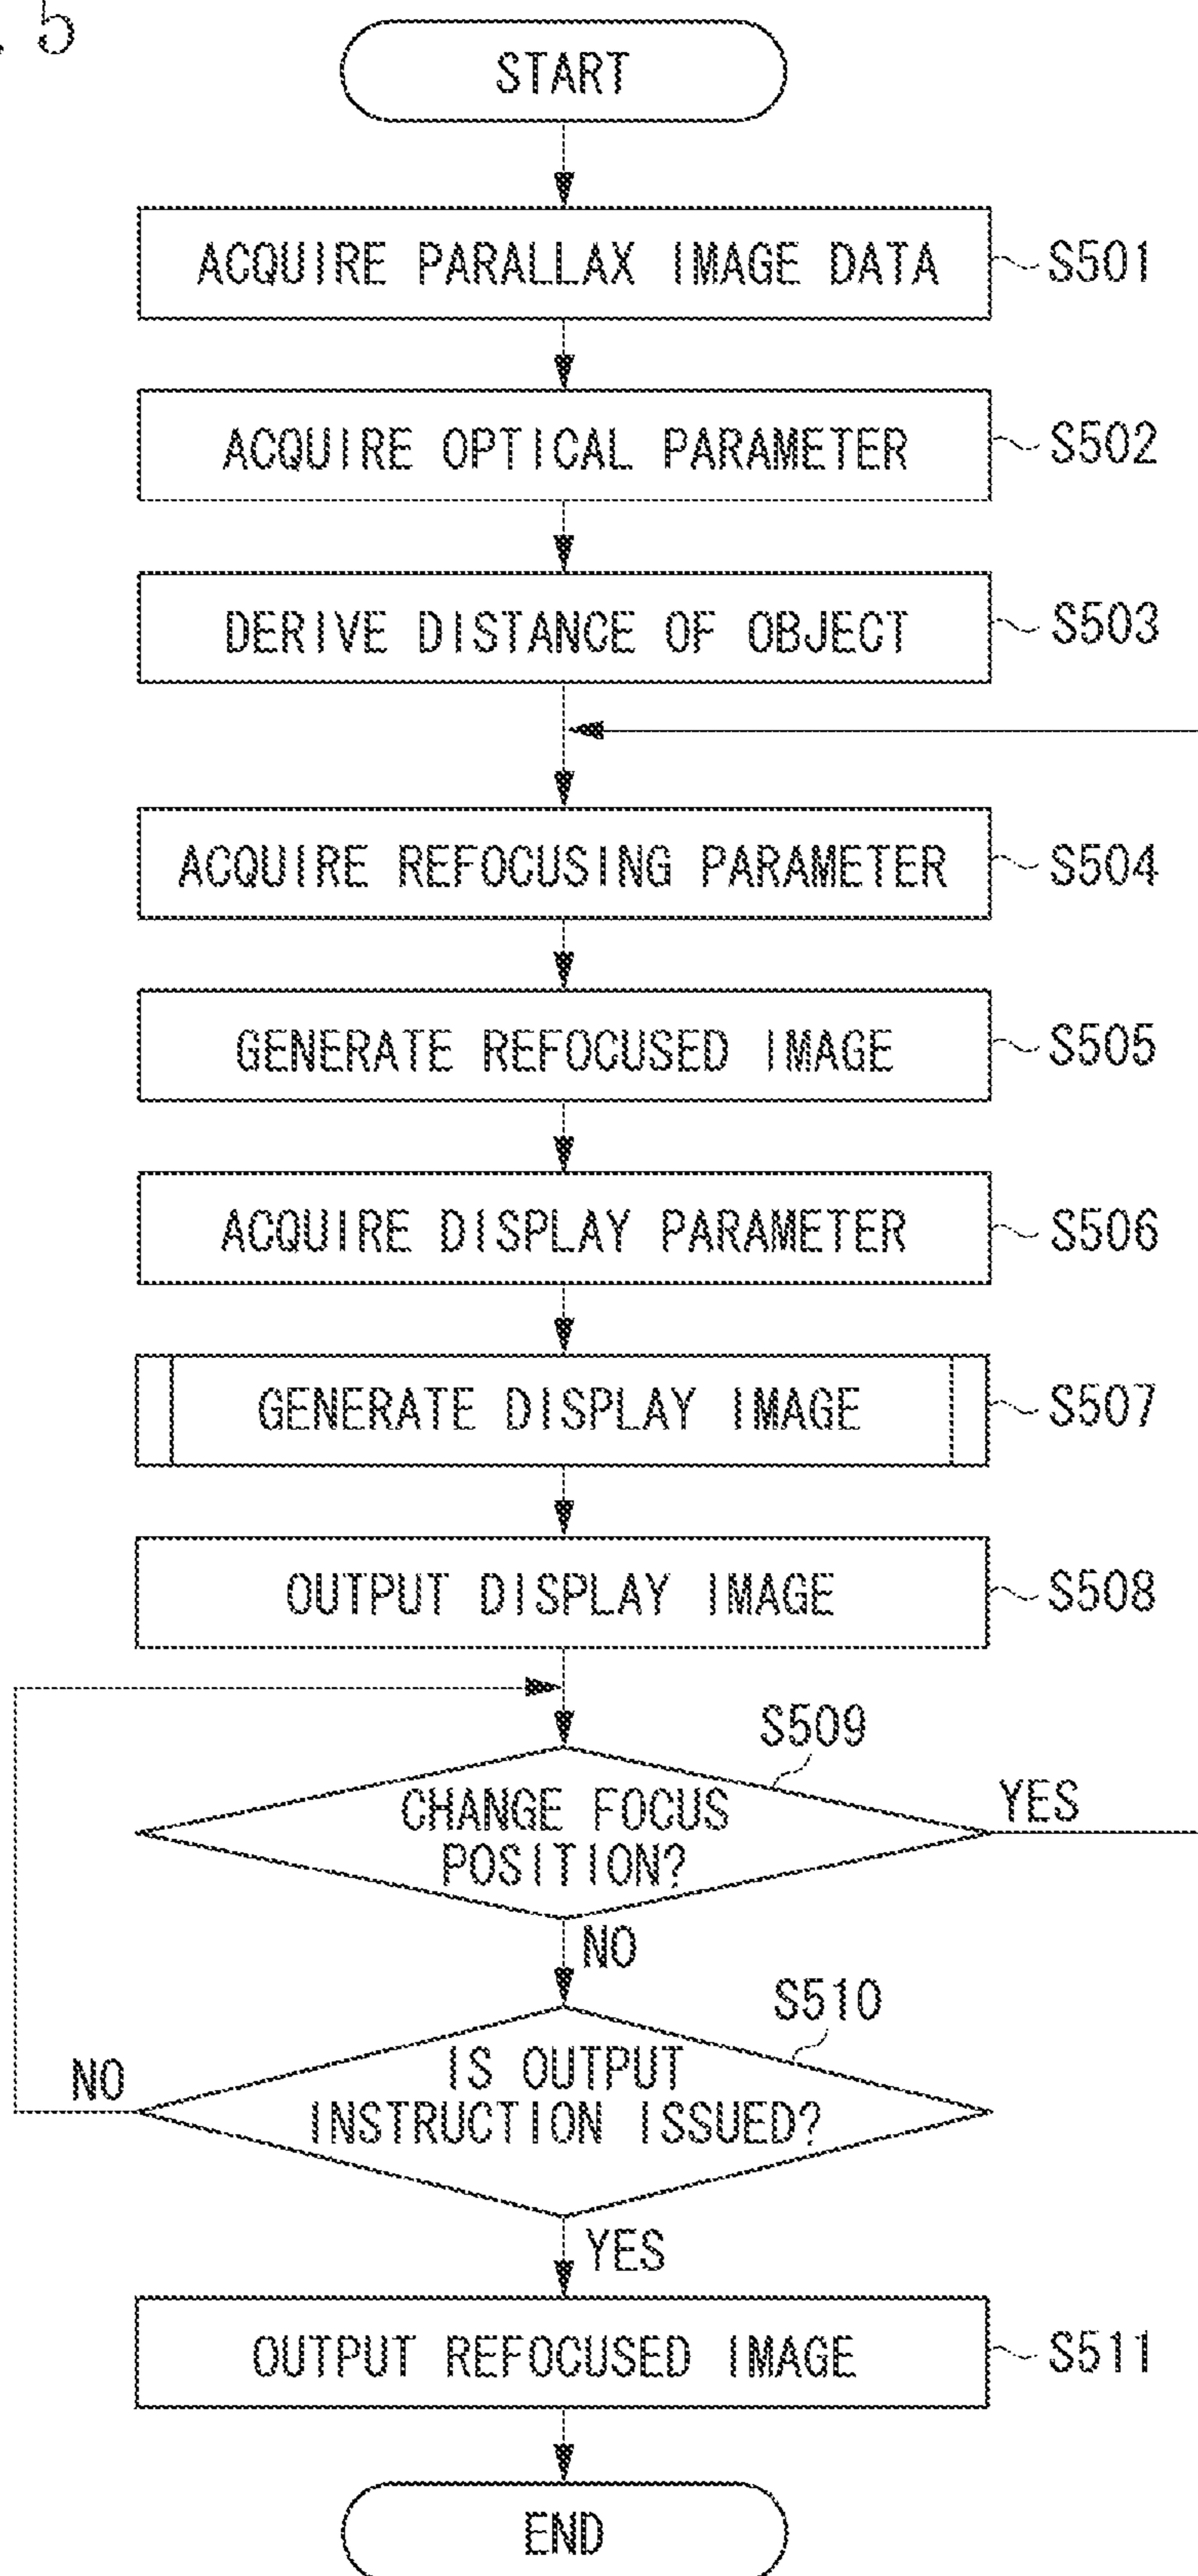 5
START
ACQUIRE PARALLAX IMAGE DATA S501
ACQUIRE OPTICAL PARAMETER S502
DERIVE DISTANCE OF OBJECT S503
ACQUIRE REFOCUSING PARAMETER S504
GENERATE REFOCUSED IMAGE S505
ACQUIRE DISPLAY PARAMETER S506
GENERATE DISPLAY IMAGE S507
OUTPUT DISPLAY IMAGE S508
S509
CHANGE FOCUS
POSITION?
YES
NO
S510
IS OUTPUT
INSTRUCTION ISSUED?
NO
YES
OUTPUT REFOCUSED IMAGE S511
END